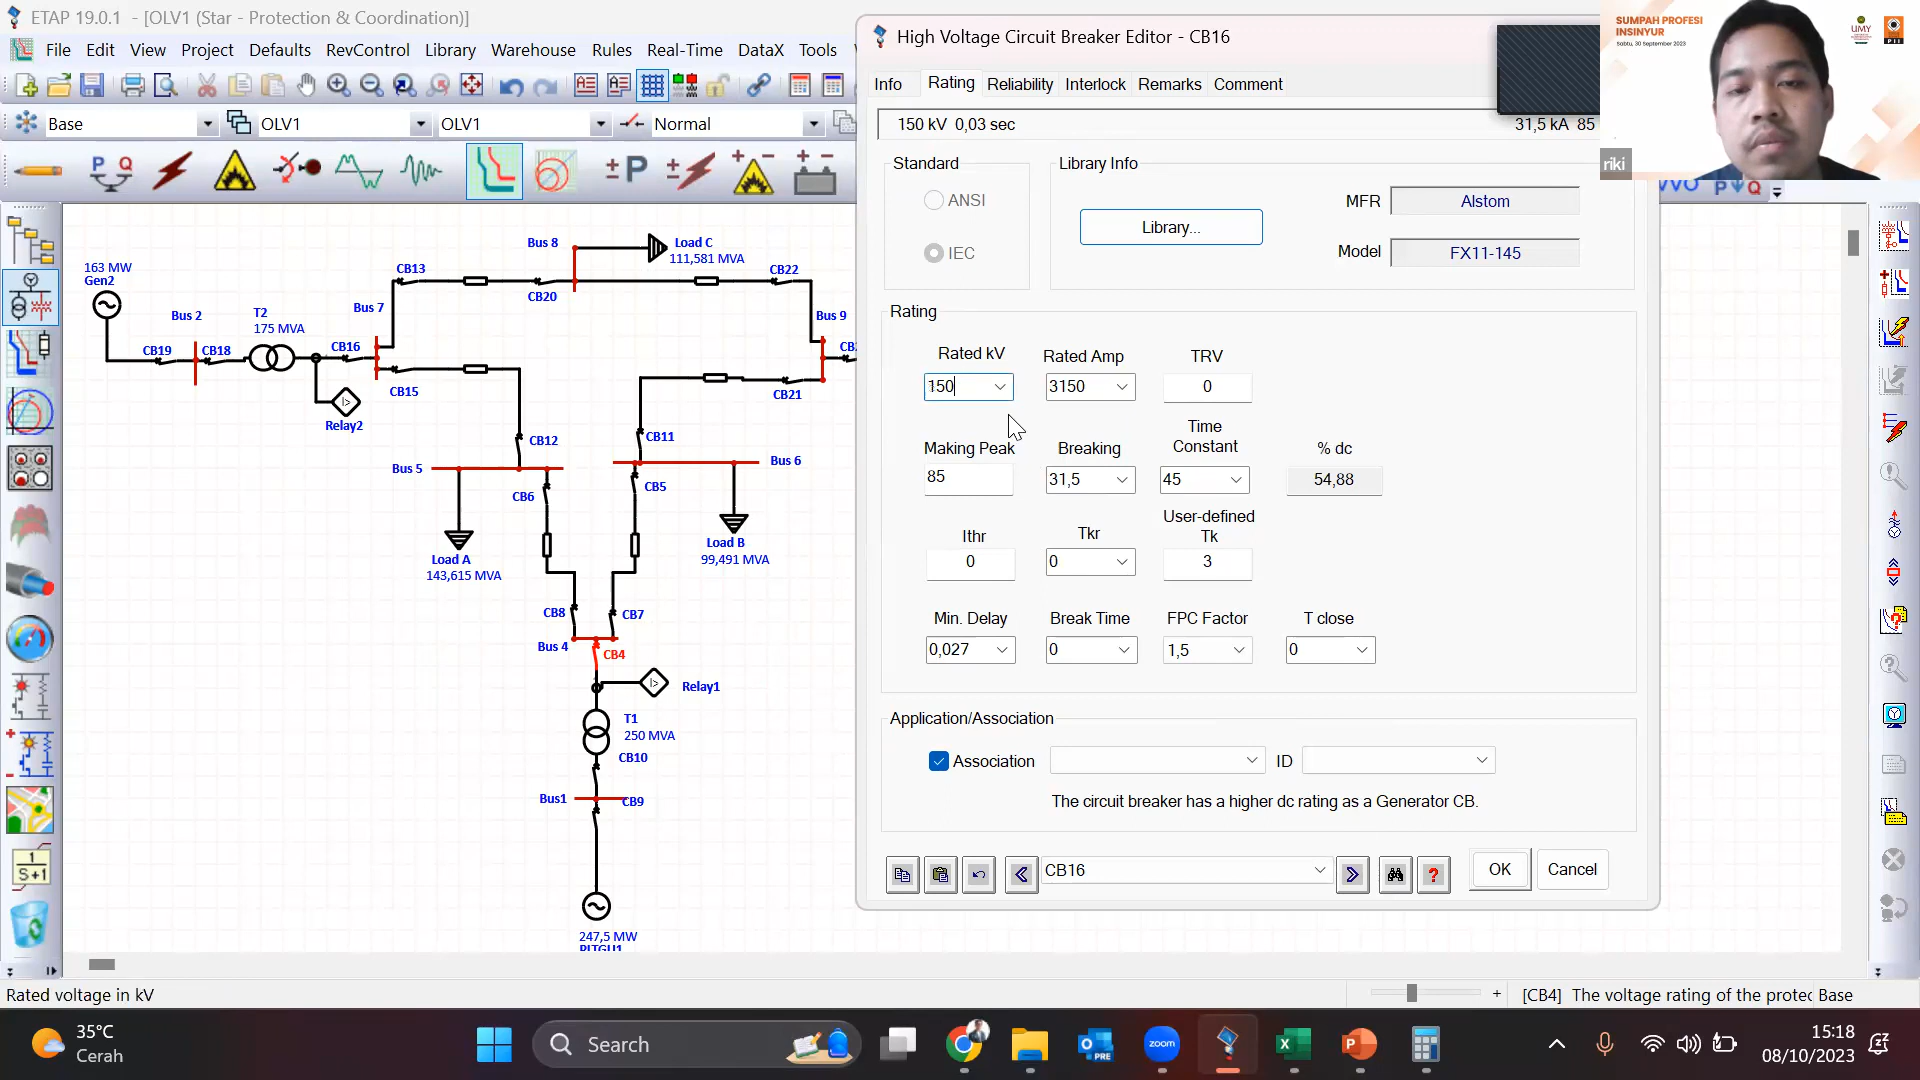 ETAP 19.0.1 - [OLV1 (Star - Protection & Coordination)]
File Edit View Project Defaults RevControl Library Warehouse Rules Real-Time DataX Tools
Base OLV1 OLV1 Normal
High Voltage Circuit Breaker Editor - CB16
Info Rating Reliability Interlock Remarks Comment
150 kV 0,03 sec 31,5 kA 85
Standard
ANSI
IEC
Library Info
Library...
MFR Alstom
Model FX11-145
Rating
Rated kV Rated Amp TRV
150 3150 0
Making Peak Breaking Time Constant % dc
85 31,5 45 54,88
Ithr Tkr User-defined Tk
0 0 3
Min. Delay Break Time FPC Factor T close
0,027 0 1,5 0
Application/Association
Association ID
The circuit breaker has a higher dc rating as a Generator CB.
CB16
OK Cancel
SUMPAH PROFESI
INSINYUR
Sabtu, 30 September 2023
UMY
PII
riki
163 MW
Gen2
Bus 2
T2
175 MVA
CB19 CB18 CB16
Bus 7
CB13
CB20
Bus 8
Load C
111,581 MVA
CB22
Bus 9
CB15
Relay2
CB21
CB12
CB11
Bus 5
Bus 6
CB6
CB5
Load A
143,615 MVA
Load B
99,491 MVA
CB8
CB7
Bus 4
CB4
Relay1
T1
250 MVA
CB10
Bus1
CB9
247,5 MW
PLTGU1
Rated voltage in kV
[CB4] The voltage rating of the protec Base
35°C
Cerah
Search
zoom
15:18
08/10/2023